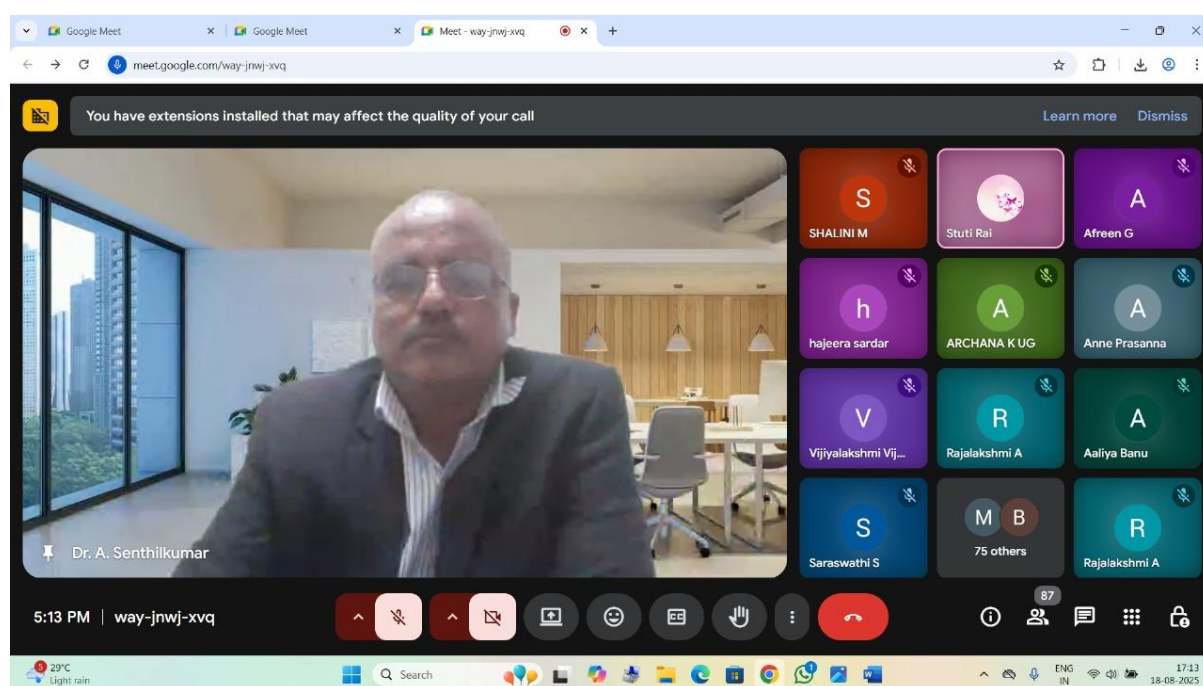 Google Meet
Google Meet
Meet - way-jnwj-xvq
meet.google.com/way-jnwj-xvq
You have extensions installed that may affect the quality of your call
Learn more
Dismiss
S
SHALINI M
Stuti Rai
A
Afreen G
h
hajeera sardar
A
ARCHANA K UG
A
Anne Prasanna
V
Vijiyalakshmi Vij...
R
Rajalakshmi A
A
Aaliya Banu
S
Saraswathi S
M B
75 others
R
Rajalakshmi A
Dr. A. Senthilkumar
5:13 PM | way-jnwj-xvq
CC
87
5
29°C
Light rain
Search
ENG
IN
17:13
18-08-2025